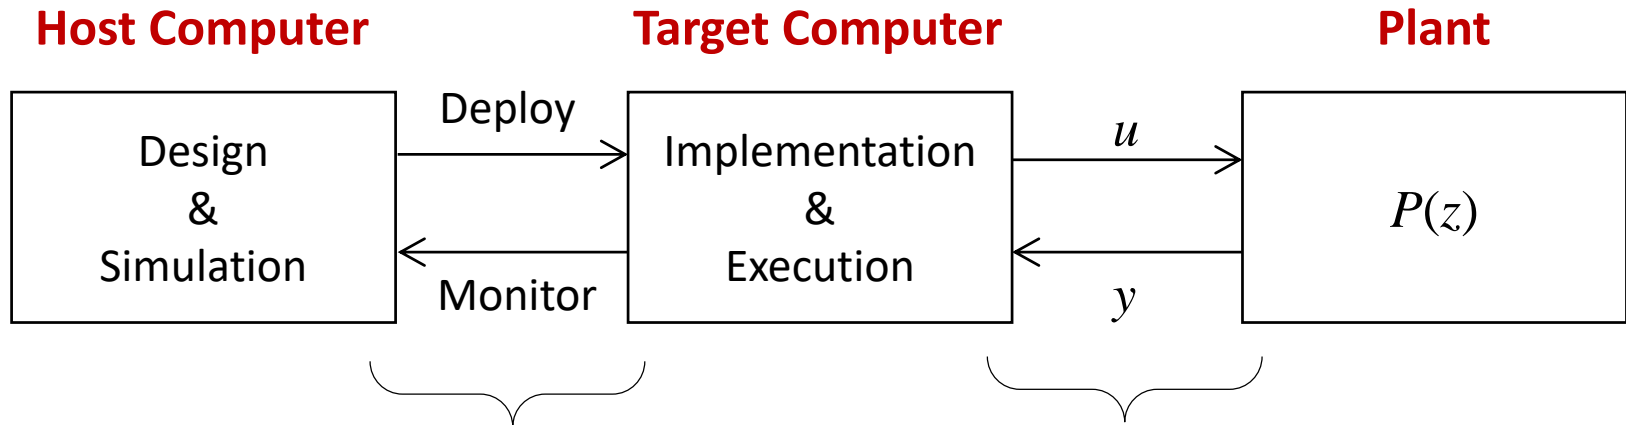 Host Computer
Target Computer
Plant
Design
&
Simulation
Deploy
Monitor
Implementation
&
Execution
u
y
P(z)